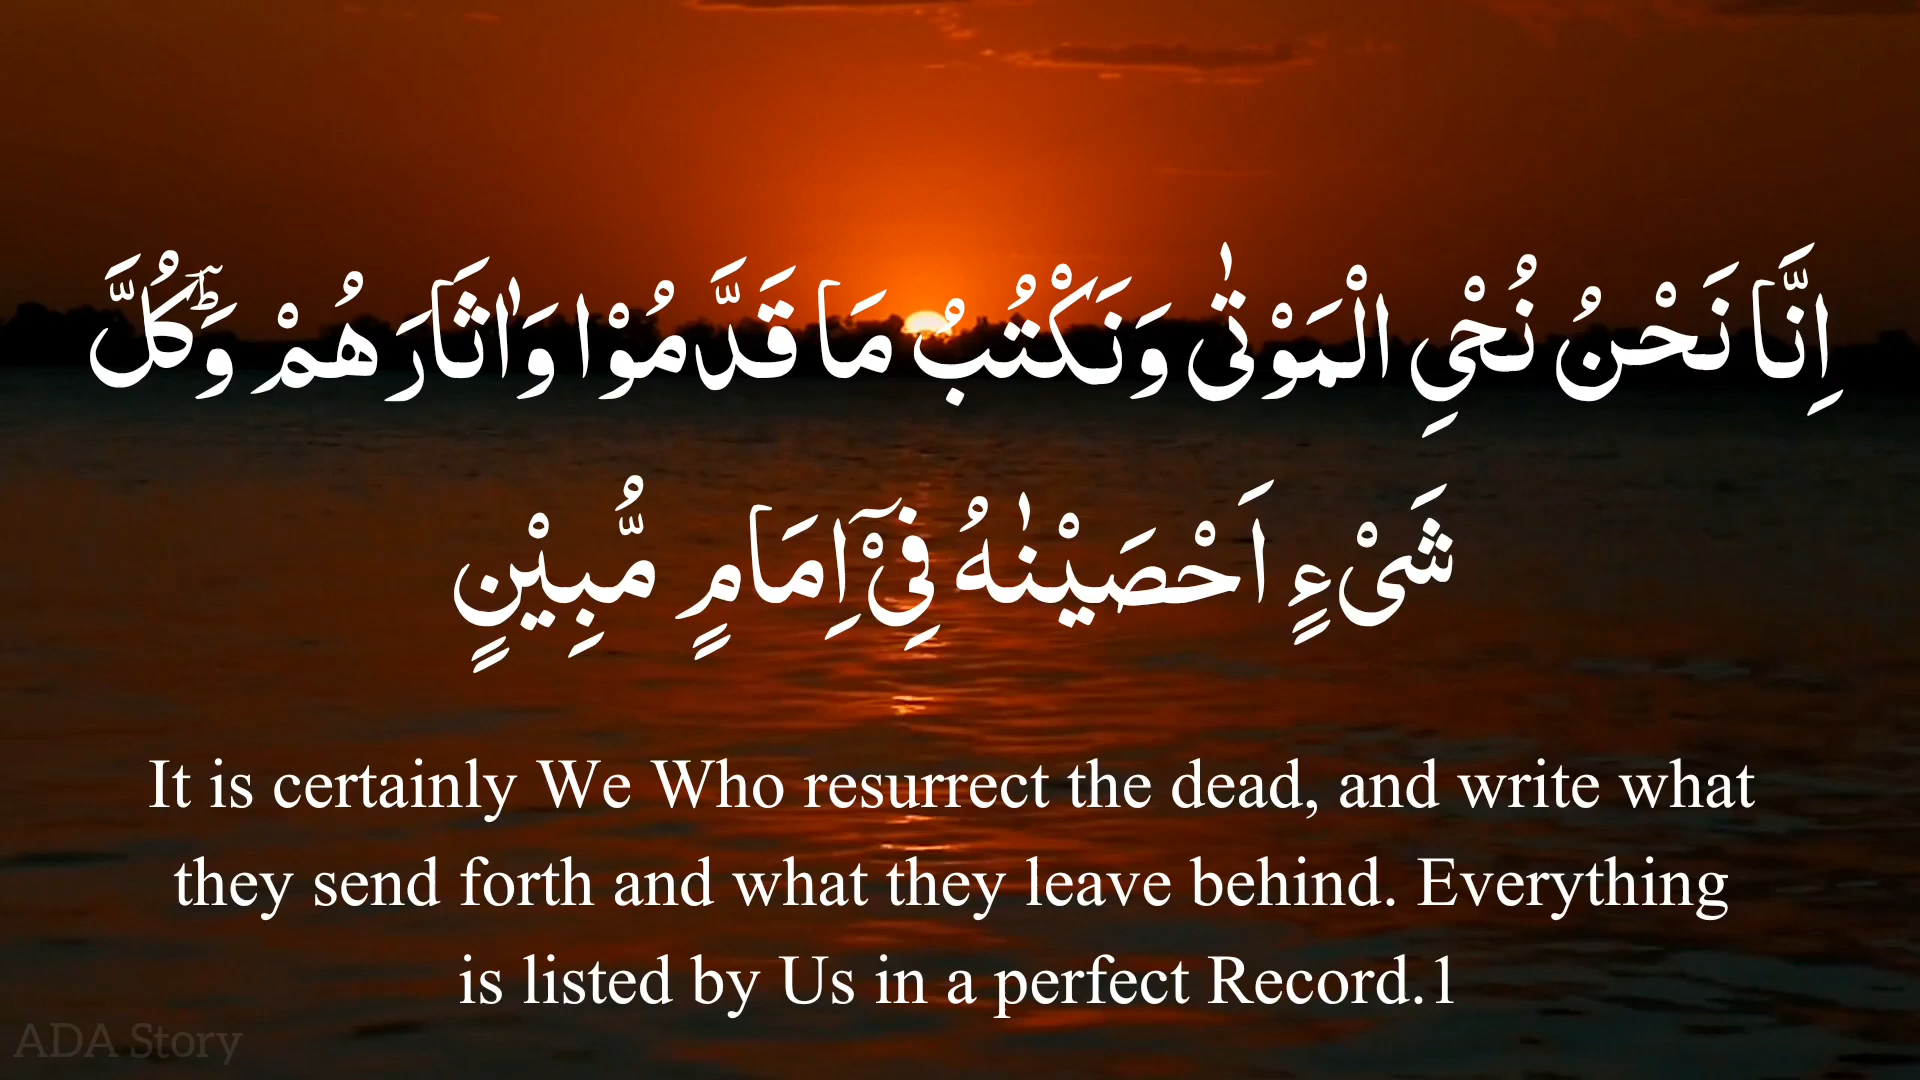 اِنَّا نَحْنُ نُحْيِ الْمَوْتٰى وَنَكْتُبُ مَا قَدَّمُوْا وَاٰثَارَهُمْ ؕ وَكُلَّ
شَیْءٍ اَحْصَيْنٰهُ فِیْۤ اِمَامٍ مُّبِيْنٍ
It is certainly We Who resurrect the dead, and write what
they send forth and what they leave behind. Everything
is listed by Us in a perfect Record.1
ADA Story